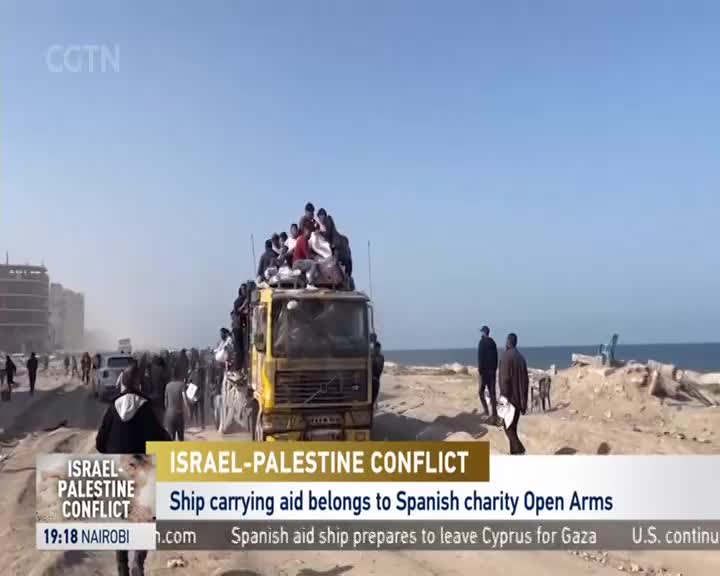 CGTN
ISRAEL-PALESTINE CONFLICT
Ship carrying aid belongs to Spanish charity Open Arms
ISRAEL-
PALESTINE
CONFLICT
19:18 NAIROBI
n.com Spanish aid ship prepares to leave Cyprus for Gaza U.S. continu